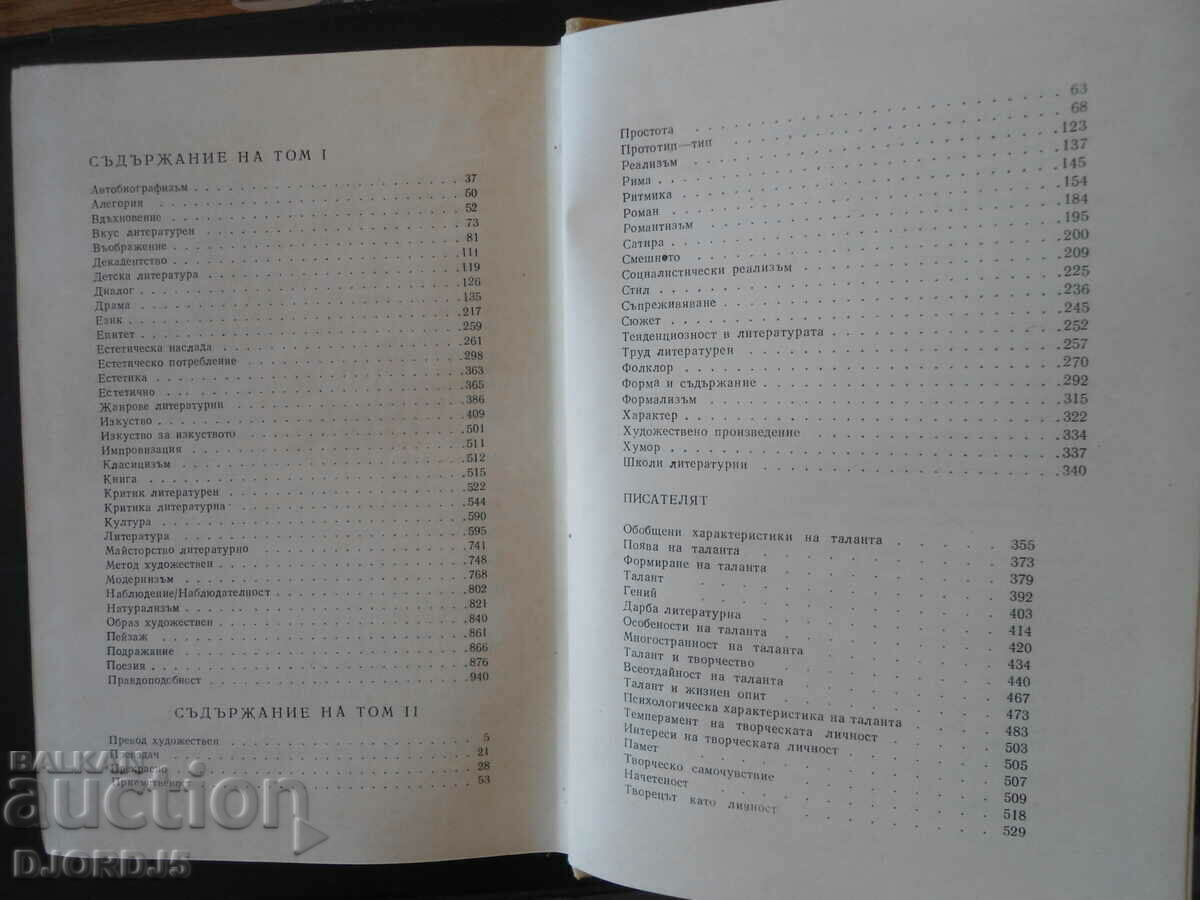 СЪДЪРЖАНИЕ НА ТОМ I
Автобиографизъм 37
Алегория 50
Вдъхновение 52
Вкус литературен 73
Въображение 81
Декадентство 111
Детска литература 119
Диалог 126
Драма 135
Език 217
Епитет 259
Естетическа наслада 261
Естетическо потребление 298
Естетика 363
Естетично 365
Жанрове литературни 386
Изкуство 409
Изкуство за изкуството 501
Импровизация 511
Класицизъм 512
Книга 515
Критик литературен 522
Критика литературна 544
Култура 590
Литература 595
Майсторство литературно 741
Метод художествен 748
Модернизъм 768
Наблюдение/Наблюдателност 802
Натурализъм 821
Образ художествен 840
Пейзаж 861
Подражание 866
Поезия 876
Правдоподобност 940
СЪДЪРЖАНИЕ НА ТОМ II
Превод художествен 5
Преводач 21
Прекрасно 28
Приемственост 53
Простота 63
Прототип—тип 68
Реализъм 123
Рима 137
Ритмика 145
Роман 154
Романтизъм 184
Сатира 195
Смешното 200
Социалистически реализъм 209
Стил 225
Съпреживяване 236
Сюжет 245
Тенденциозност в литературата 252
Труд литературен 257
Фолклор 270
Форма и съдържание 292
Формализъм 315
Характер 322
Художествено произведение 334
Хумор 337
Школи литературни 340
ПИСАТЕЛЯТ
Обобщени характеристики на таланта 355
Поява на таланта 373
Формиране на таланта 379
Талант 392
Гений 403
Дарба литературна 414
Особености на таланта 420
Многостранност на таланта 434
Талант и творчество 440
Всеотдайност на таланта 467
Талант и жизнен опит 473
Психологическа характеристика на таланта 483
Темперамент на творческата личност 503
Интереси на творческата личност 505
Памет 507
Творческо самочувствие 509
Начетеност 518
Творецът като личност 529
BALKAN
auction
DJORDJ5